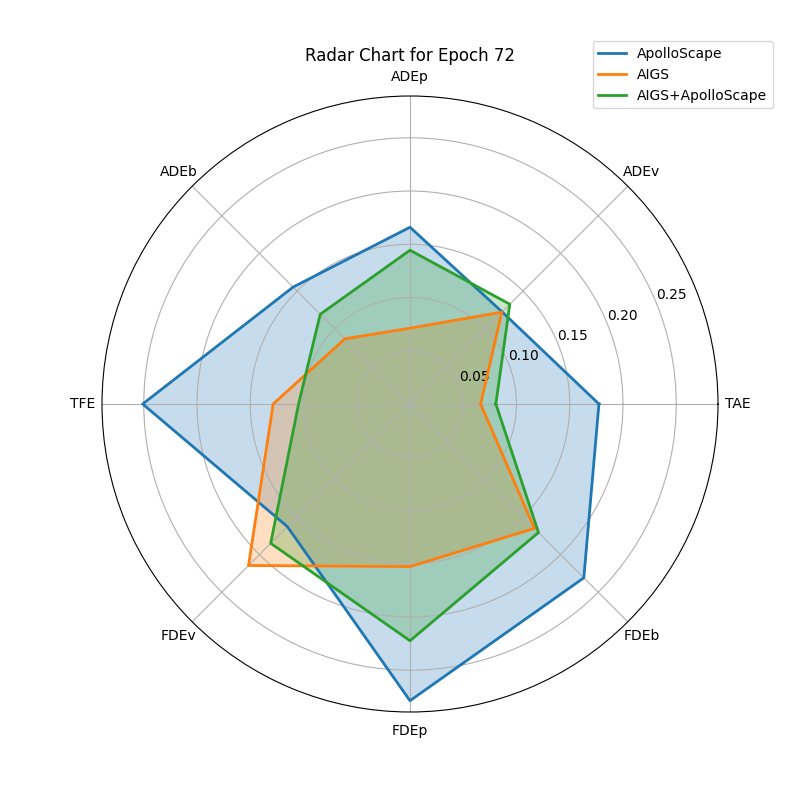 Radar Chart for Epoch 72
ApolloScape
AIGS
AIGS+ApolloScape
ADEp
ADEb
ADEv
0.25
0.20
0.15
0.10
0.05
TFE
TAE
FDEv
FDEb
FDEp